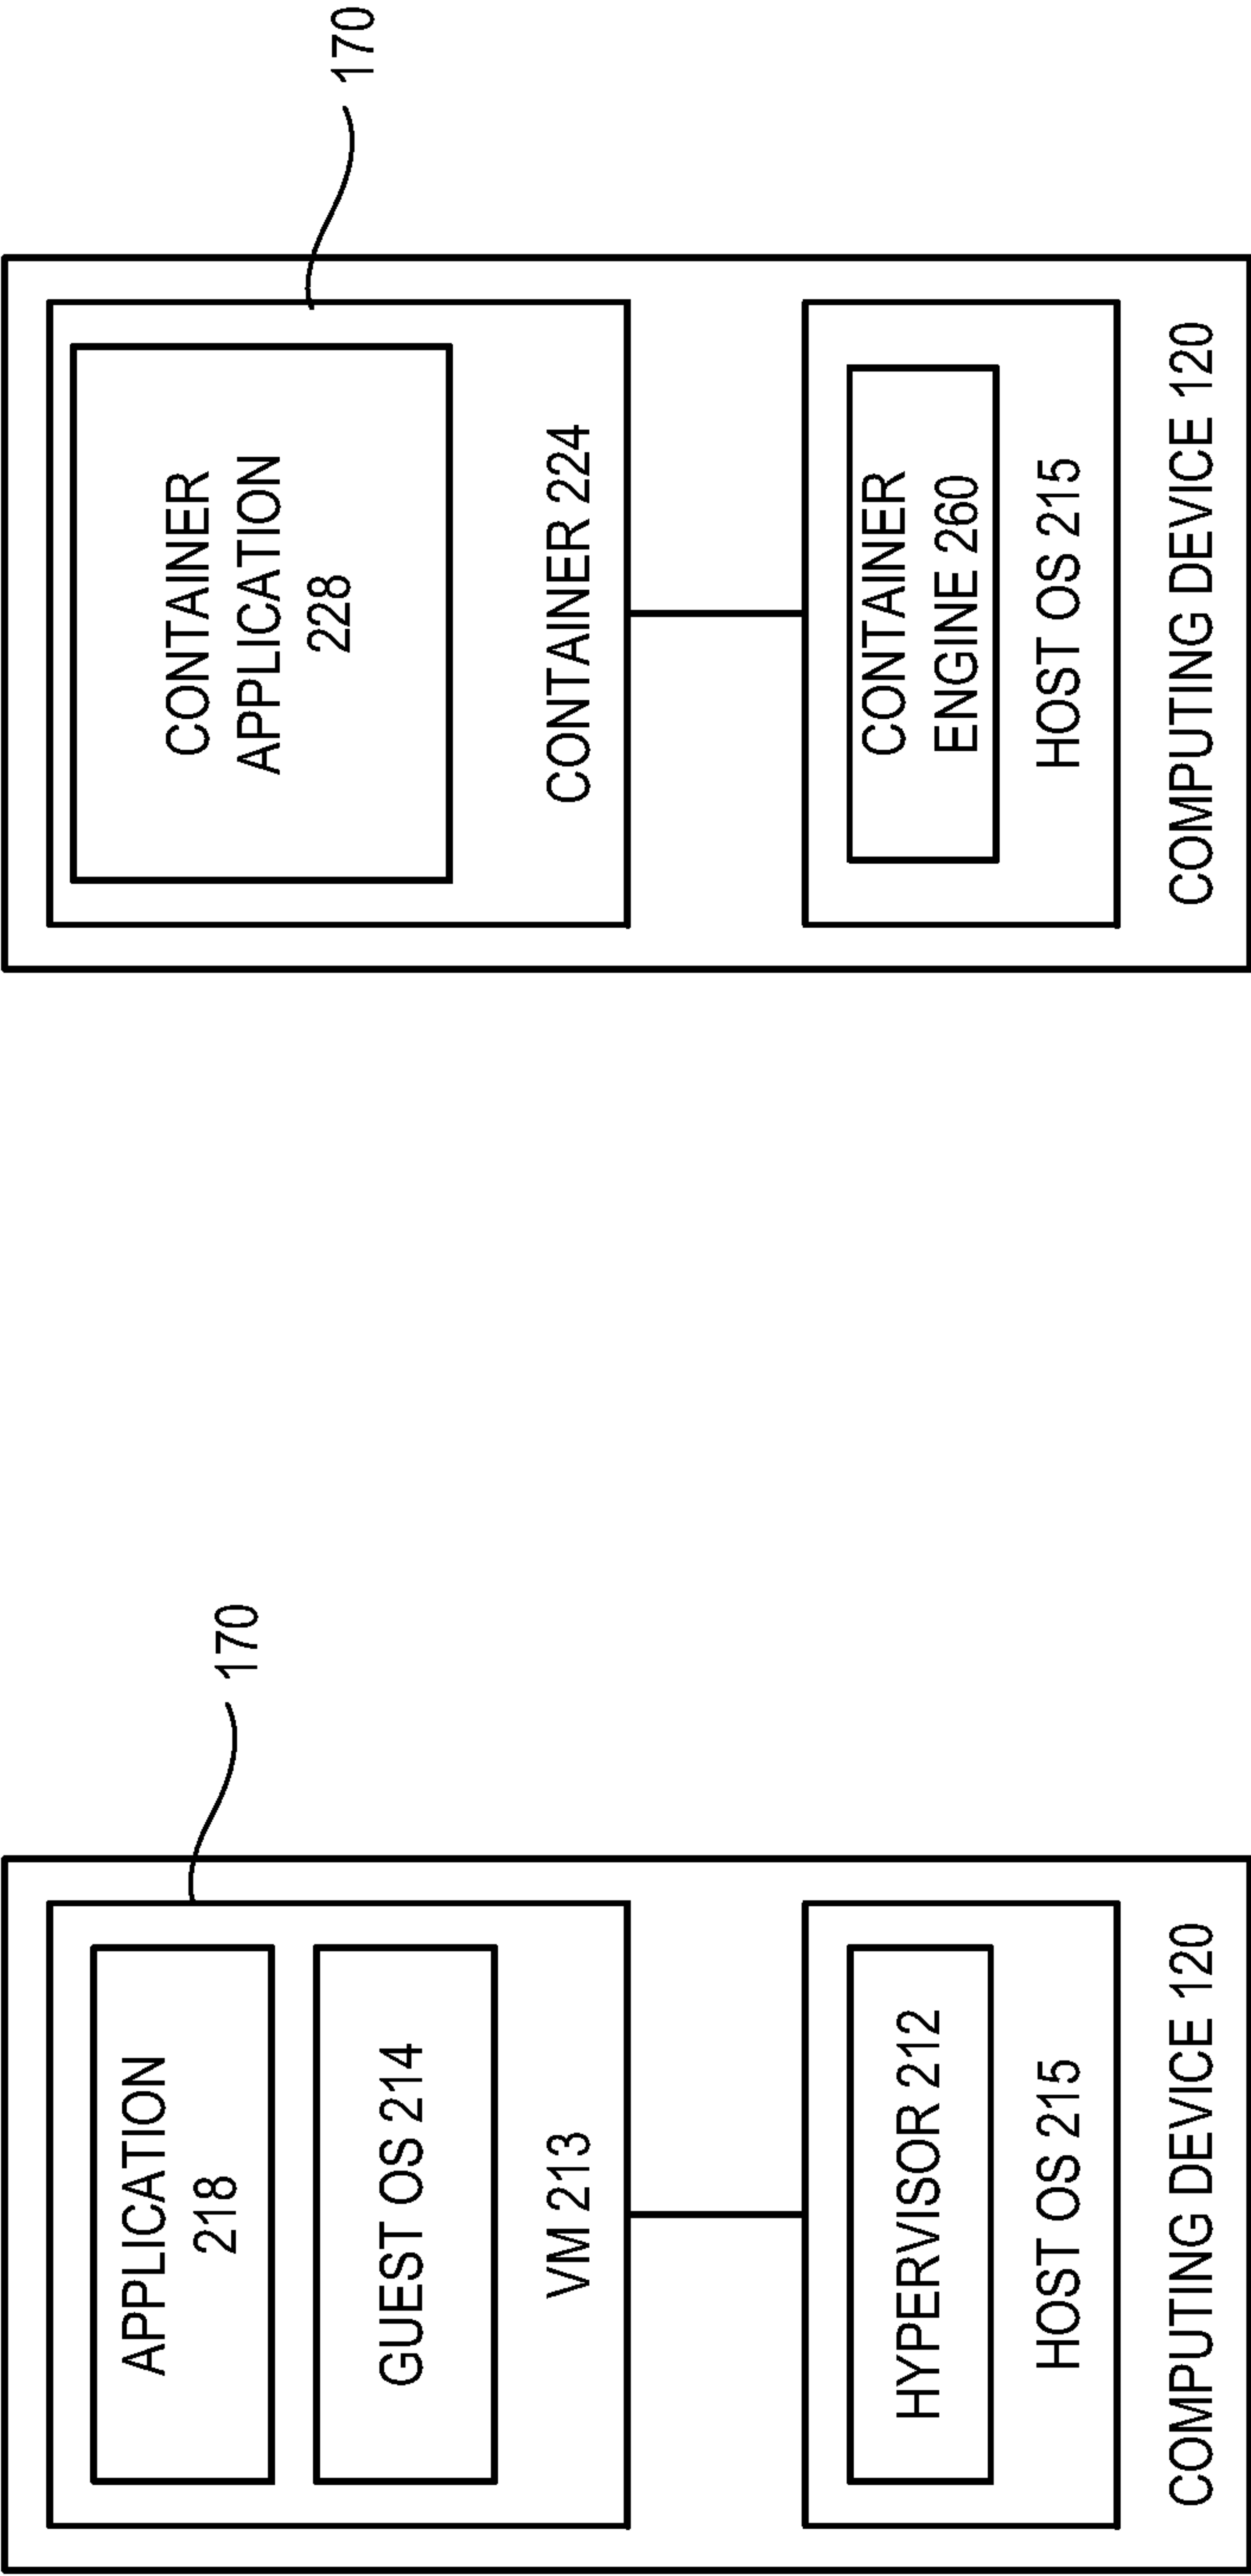 170
APPLICATION
218
GUEST OS 214
VM 213
HYPERVISOR 212
HOST OS 215
COMPUTING DEVICE 120
170
CONTAINER
APPLICATION
228
CONTAINER 224
CONTAINER
ENGINE 260
HOST OS 215
COMPUTING DEVICE 120